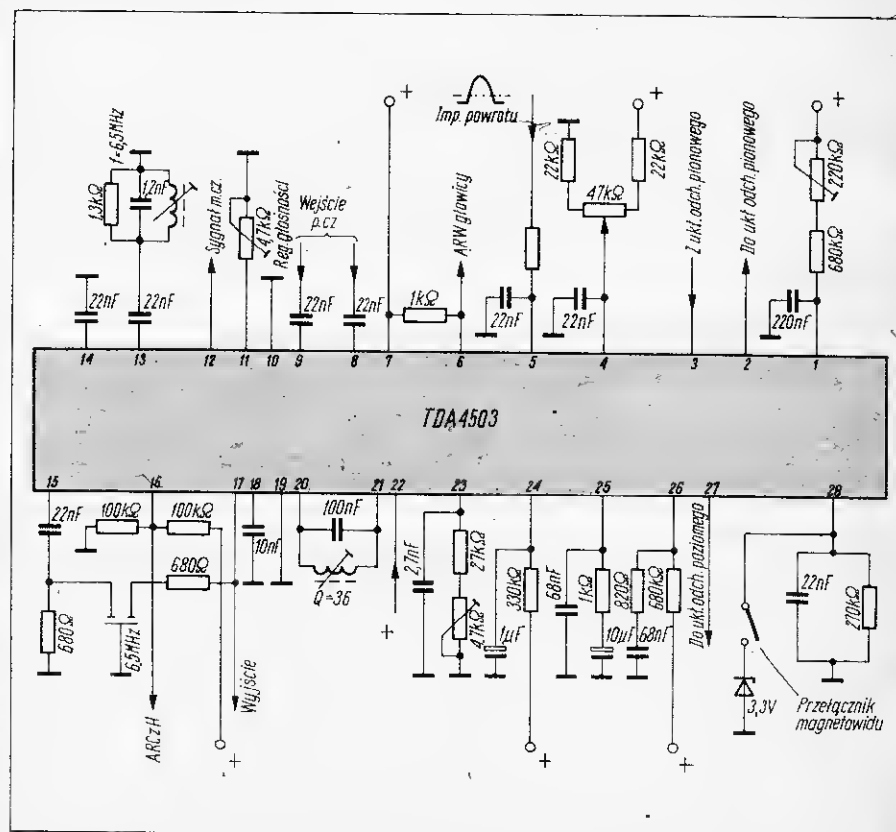 +
Imp. powrotu
+
+
f=6,5MHz
1,3kΩ
1,2nF
Sygnał m.cz.
4,7kΩ
Reg. głosności
Wejście
p.cz
22kΩ
22kΩ
47kΩ
220kΩ
680kΩ
ARW głowicy
Z ukł. odch. pionowego
Do ukł. odch. pionowego
22nF
22nF
22nF
22nF
1kΩ
22nF
22nF
220nF
14
13
12
11
10
9
8
7
6
5
4
3
2
1
TDA4503
15
16
17
18
19
20
21
22
23
24
25
26
27
28
22nF
100kΩ
100kΩ
680Ω
680Ω
6,5MHz
10nF
100nF
Q=36
+
2,7nF
27kΩ
4,7kΩ
1μF
330kΩ
68nF
1kΩ
10μF
820Ω
68nF
680kΩ
Do ukł. odch. poziomego
22nF
270kΩ
3,3V
Przełącznik
magnetowidu
ARCz H
Wyjście
+
+
+